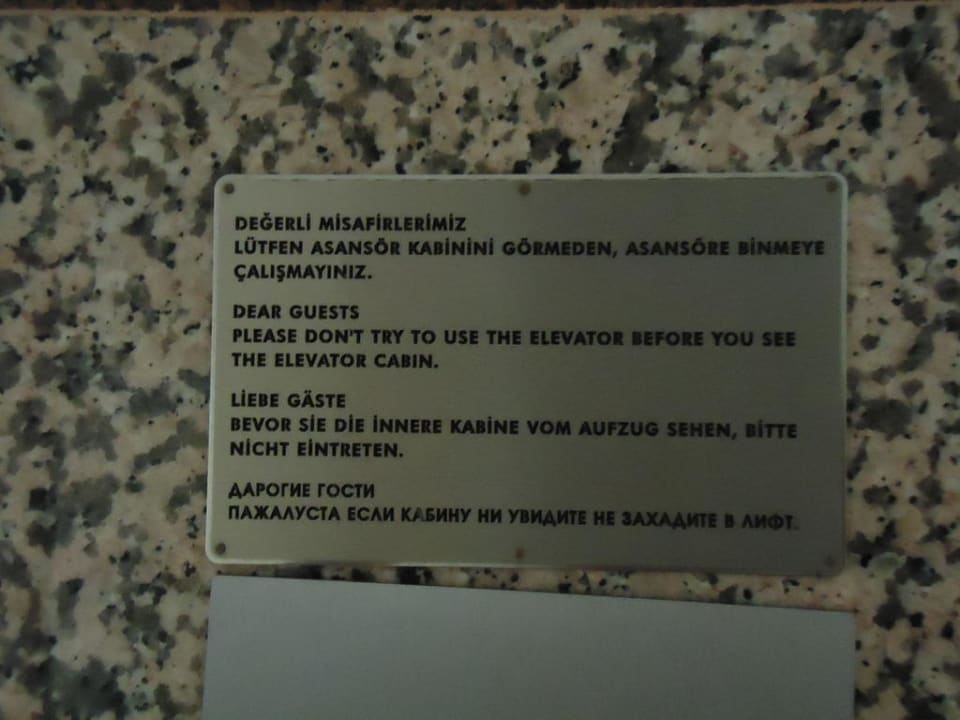 DEĞERLİ MİSAFİRLERİMİZ
LÜTFEN ASANSÖR KABİNİNİ GÖRMEDEN, ASANSÖRE BİNMEYE
ÇALIŞMAYINIZ.
DEAR GUESTS
PLEASE DON'T TRY TO USE THE ELEVATOR BEFORE YOU SEE
THE ELEVATOR CABIN.
LİEBE GÄSTE
BEVOR SİE DİE İNNERE KABİNE VOM AUFZUG SEHEN, BİTTE
NİCHT EİNTRETEN.
ДАРОГИЕ ГОСТИ
ПАЖАЛУСТА ЕСЛИ КАБИНУ НИ УВИДИТЕ НЕ ЗАХАДИТЕ В ЛИФТ.